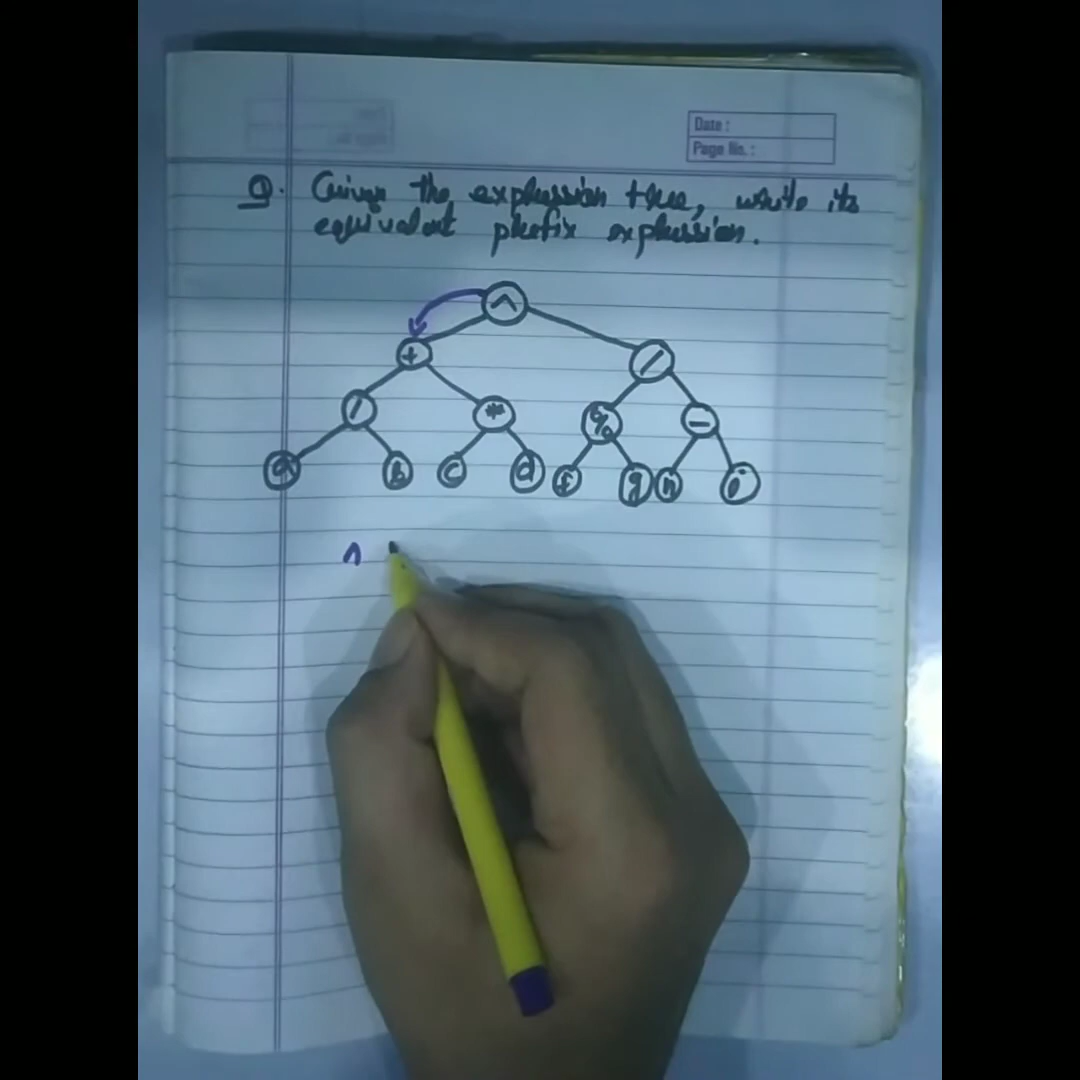 Date :
Page No. :
Q. Given the expression tree, write its
equivalent prefix expression.
^
+ /
/ * % -
a b c d f g h i
^